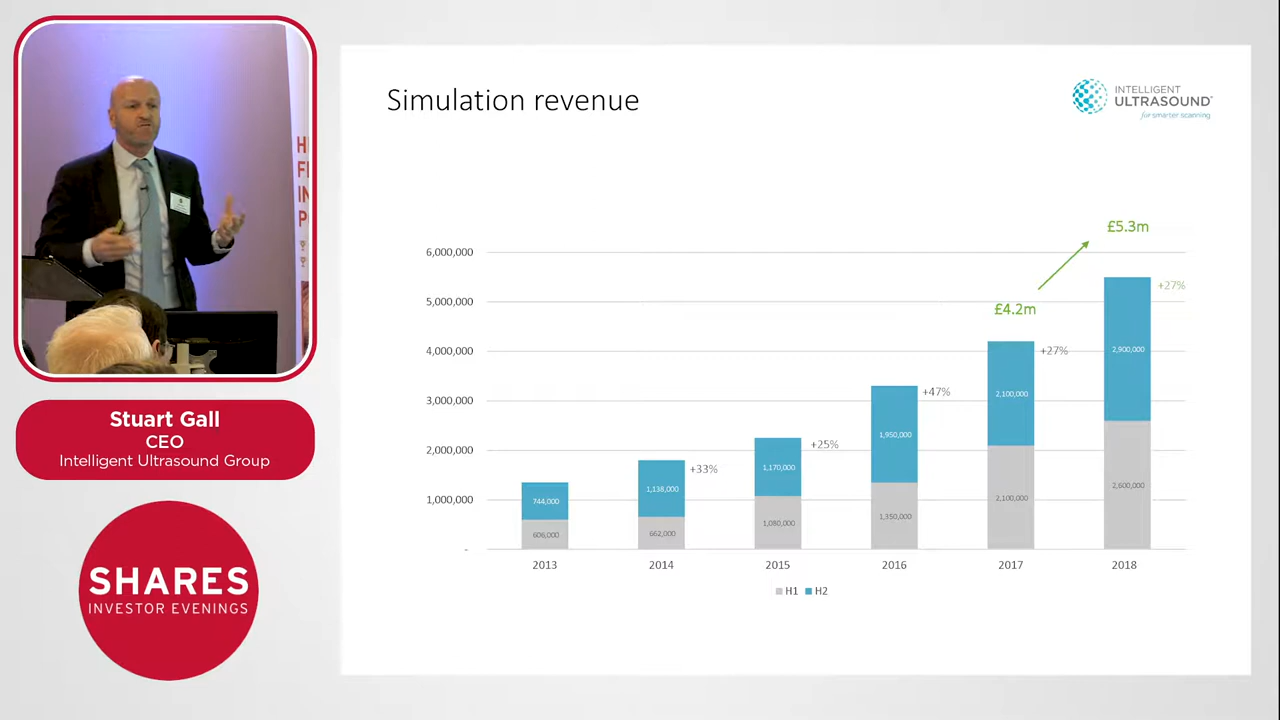 H
F
I
P
Stuart Gall
CEO
Intelligent Ultrasound Group
SHARES
INVESTOR EVENINGS
Simulation revenue
INTELLIGENT
ULTRASOUND™
for smarter scanning
£5.3m
£4.2m
6,000,000
5,000,000
4,000,000
3,000,000
2,000,000
1,000,000
-
+33%
+25%
+47%
+27%
+27%
744,000
606,000
1,138,000
662,000
1,170,000
1,080,000
1,950,000
1,350,000
2,100,000
2,100,000
2,900,000
2,600,000
2013 2014 2015 2016 2017 2018
H1 H2